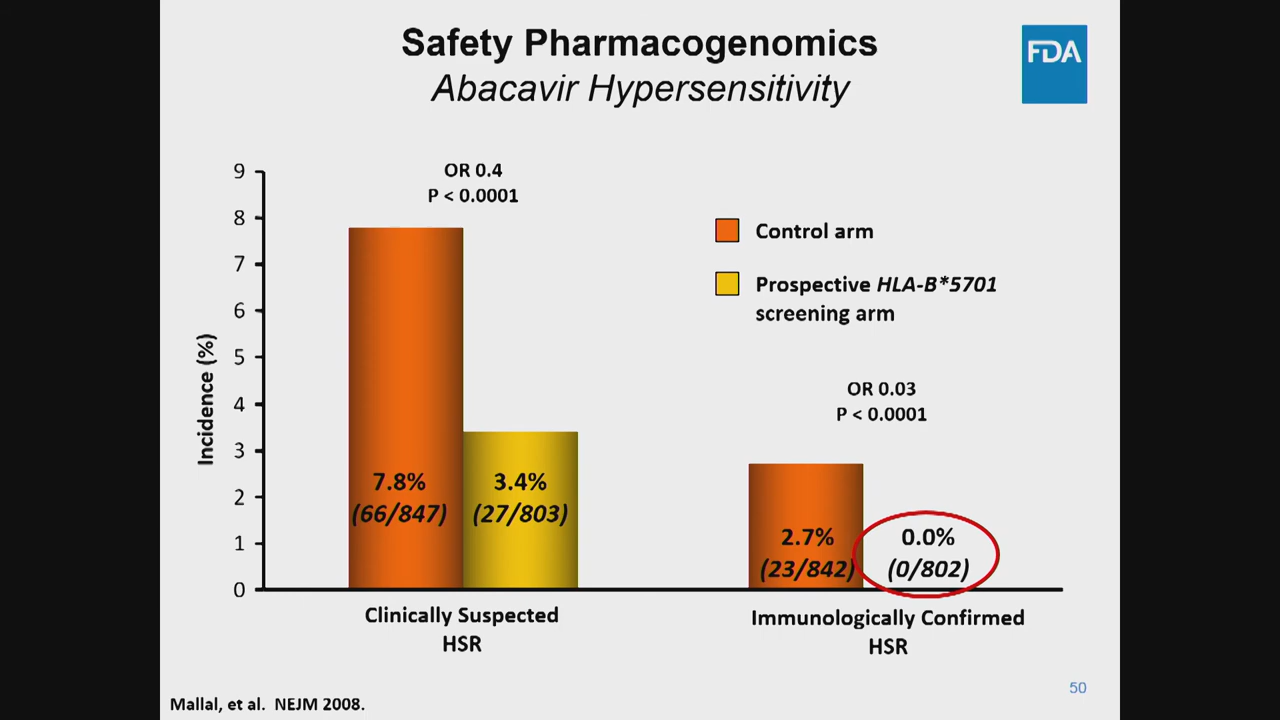 Safety Pharmacogenomics
Abacavir Hypersensitivity
FDA
OR 0.4
P < 0.0001
Control arm
Prospective HLA-B*5701
screening arm
OR 0.03
P < 0.0001
Incidence (%)
9
8
7
6
5
4
3
2
1
0
7.8%
(66/847)
3.4%
(27/803)
2.7%
(23/842)
0.0%
(0/802)
Clinically Suspected
HSR
Immunologically Confirmed
HSR
50
Mallal, et al. NEJM 2008.